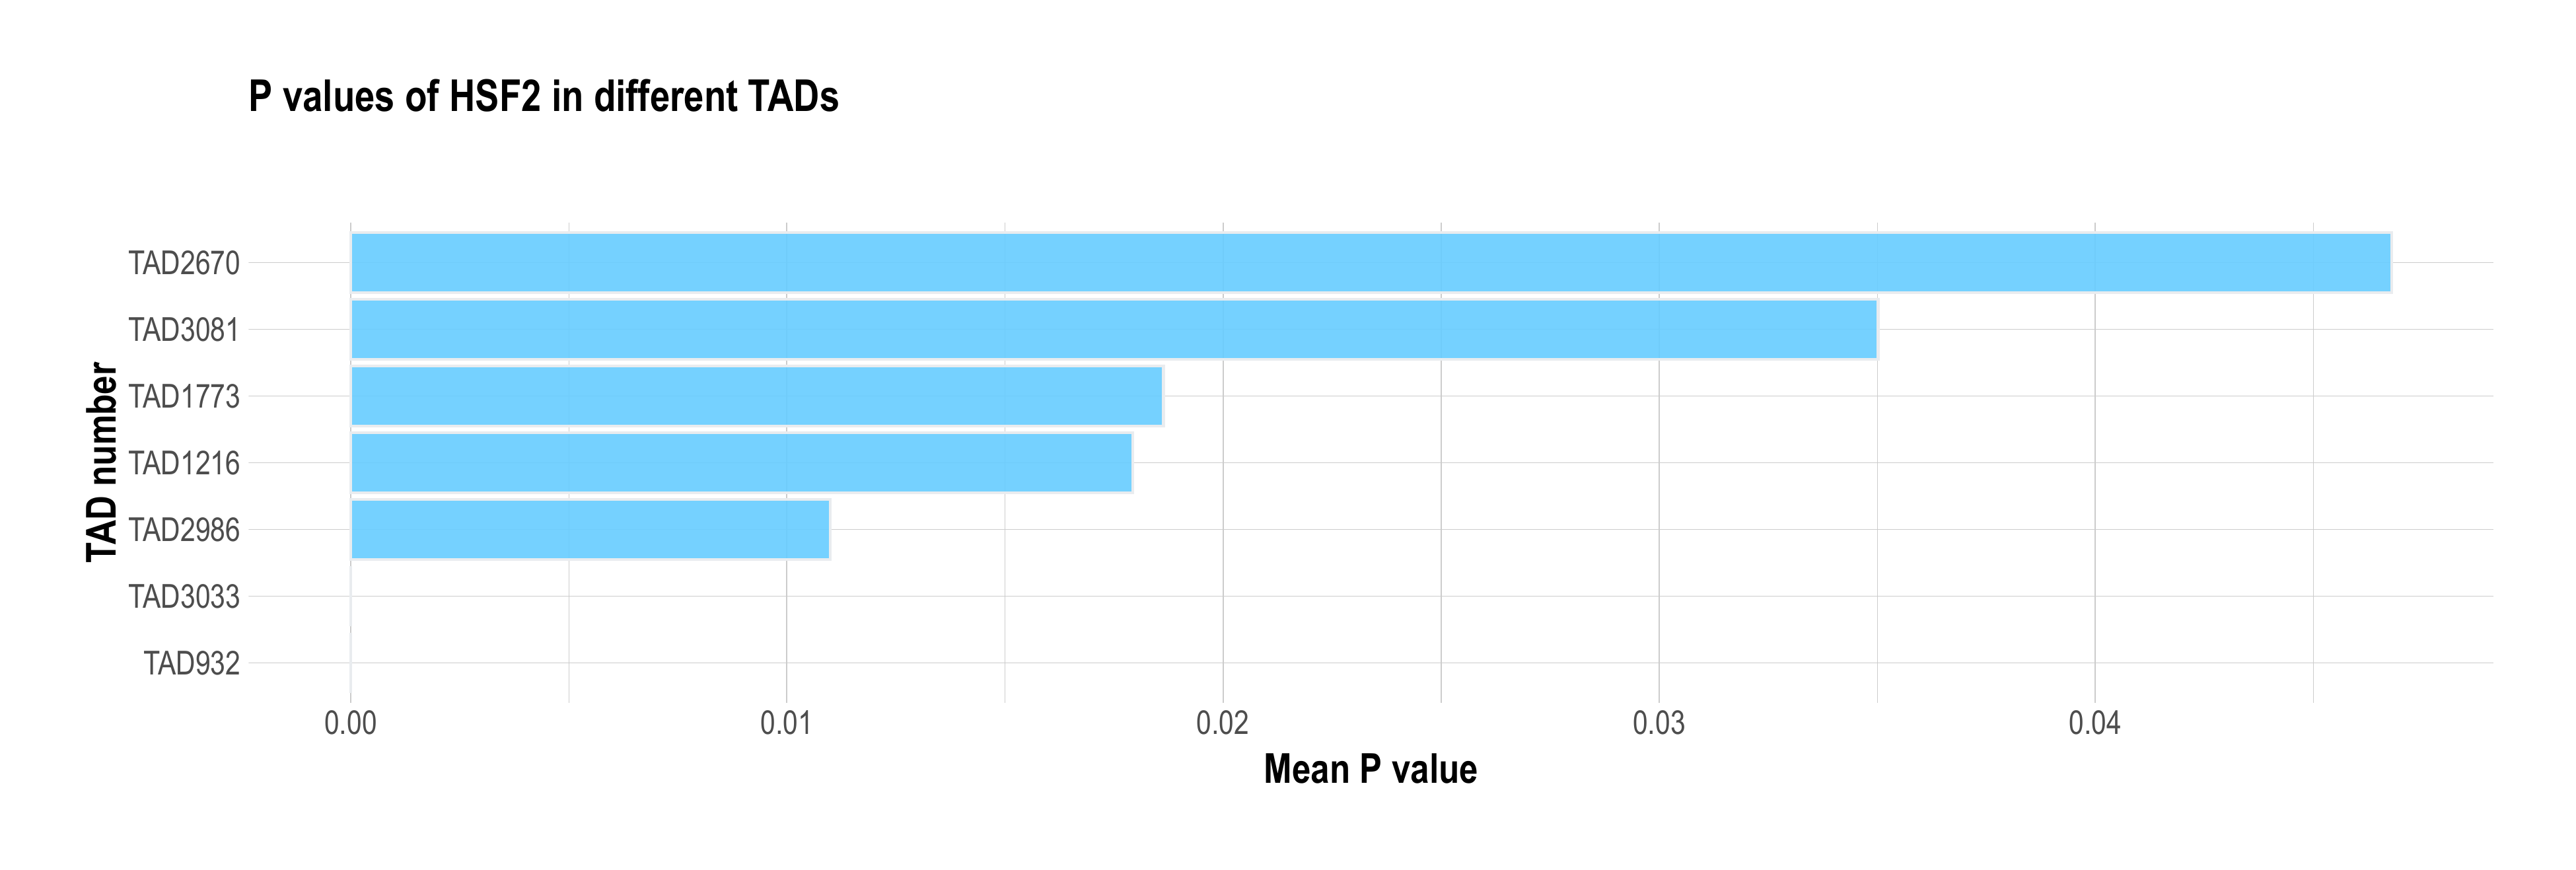 P values of HSF2 in different TADs
TAD number
TAD2670
TAD3081
TAD1773
TAD1216
TAD2986
TAD3033
TAD932
0.00 0.01 0.02 0.03 0.04
Mean P value